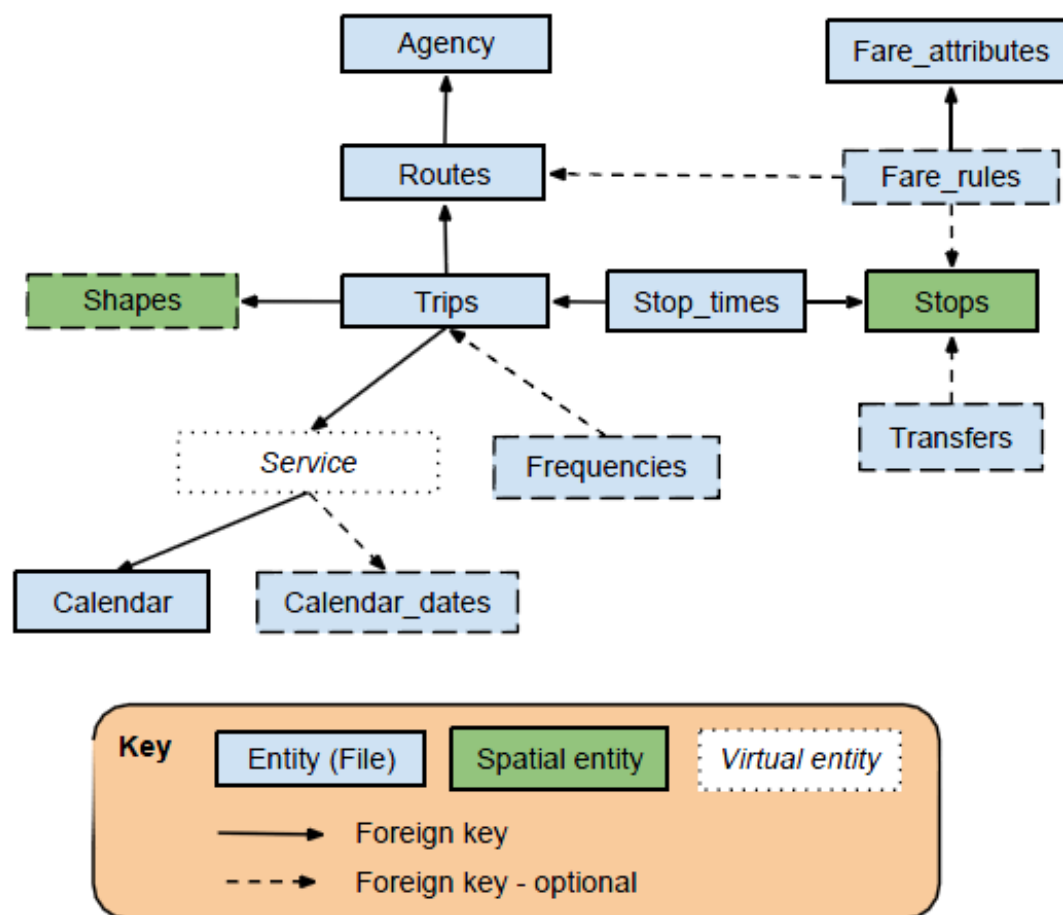 Agency
Fare_attributes
Routes
Fare_rules
Shapes
Trips
Stop_times
Stops
Service
Frequencies
Transfers
Calendar
Calendar_dates
Key
Entity (File)
Spatial entity
Virtual entity
Foreign key
Foreign key - optional